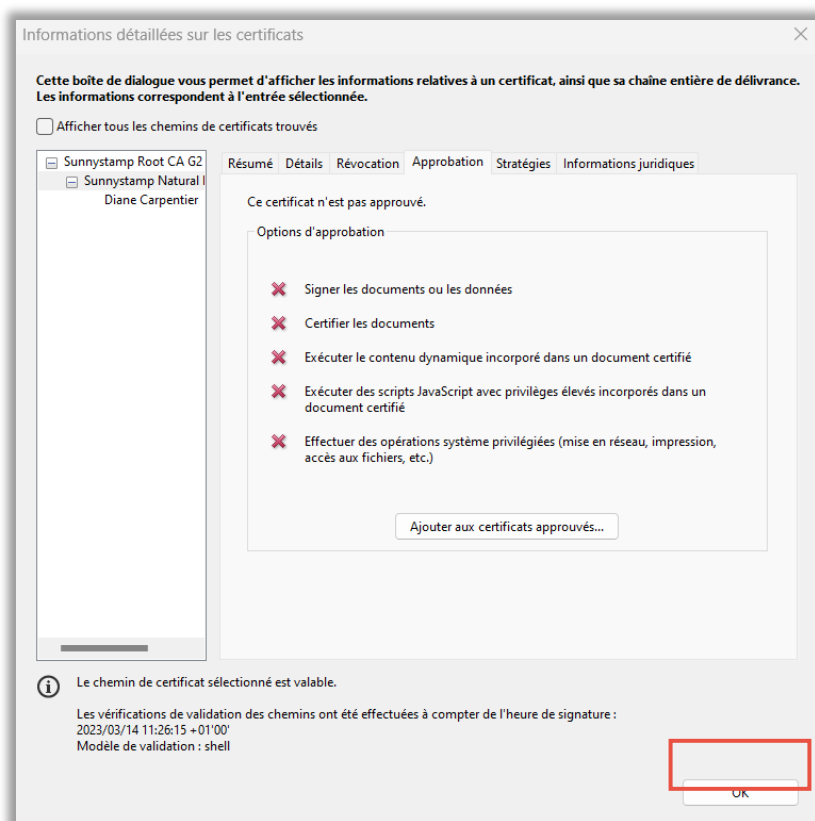 Informations détaillées sur les certificats
Cette boîte de dialogue vous permet d'afficher les informations relatives à un certificat, ainsi que sa chaîne entière de délivrance.
Les informations correspondent à l'entrée sélectionnée.
Afficher tous les chemins de certificats trouvés
Sunnystamp Root CA G2
Sunnystamp Natural
Diane Carpentier
Résumé Détails Révocation Approbation Stratégies Informations juridiques
Ce certificat n'est pas approuvé.
Options d'approbation
Signer les documents ou les données
Certifier les documents
Exécuter le contenu dynamique incorporé dans un document certifié
Exécuter des scripts JavaScript avec privilèges élevés incorporés dans un
document certifié
Effectuer des opérations système privilégiées (mise en réseau, impression,
accès aux fichiers, etc.)
Ajouter aux certificats approuvés...
Le chemin de certificat sélectionné est valable.
Les vérifications de validation des chemins ont été effectuées à compter de l'heure de signature :
2023/03/14 11:26:15 +01'00'
Modèle de validation : shell
OK